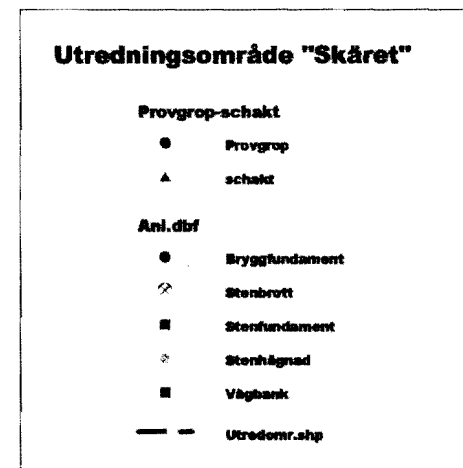 Utredningsområde "Skäret"
Provgrop-schakt
Provgrop
schakt
Anl.dbf
Bryggfundament
Stenbrott
Stenfundament
Stenhägnad
Vägbank
Utredomr.shp